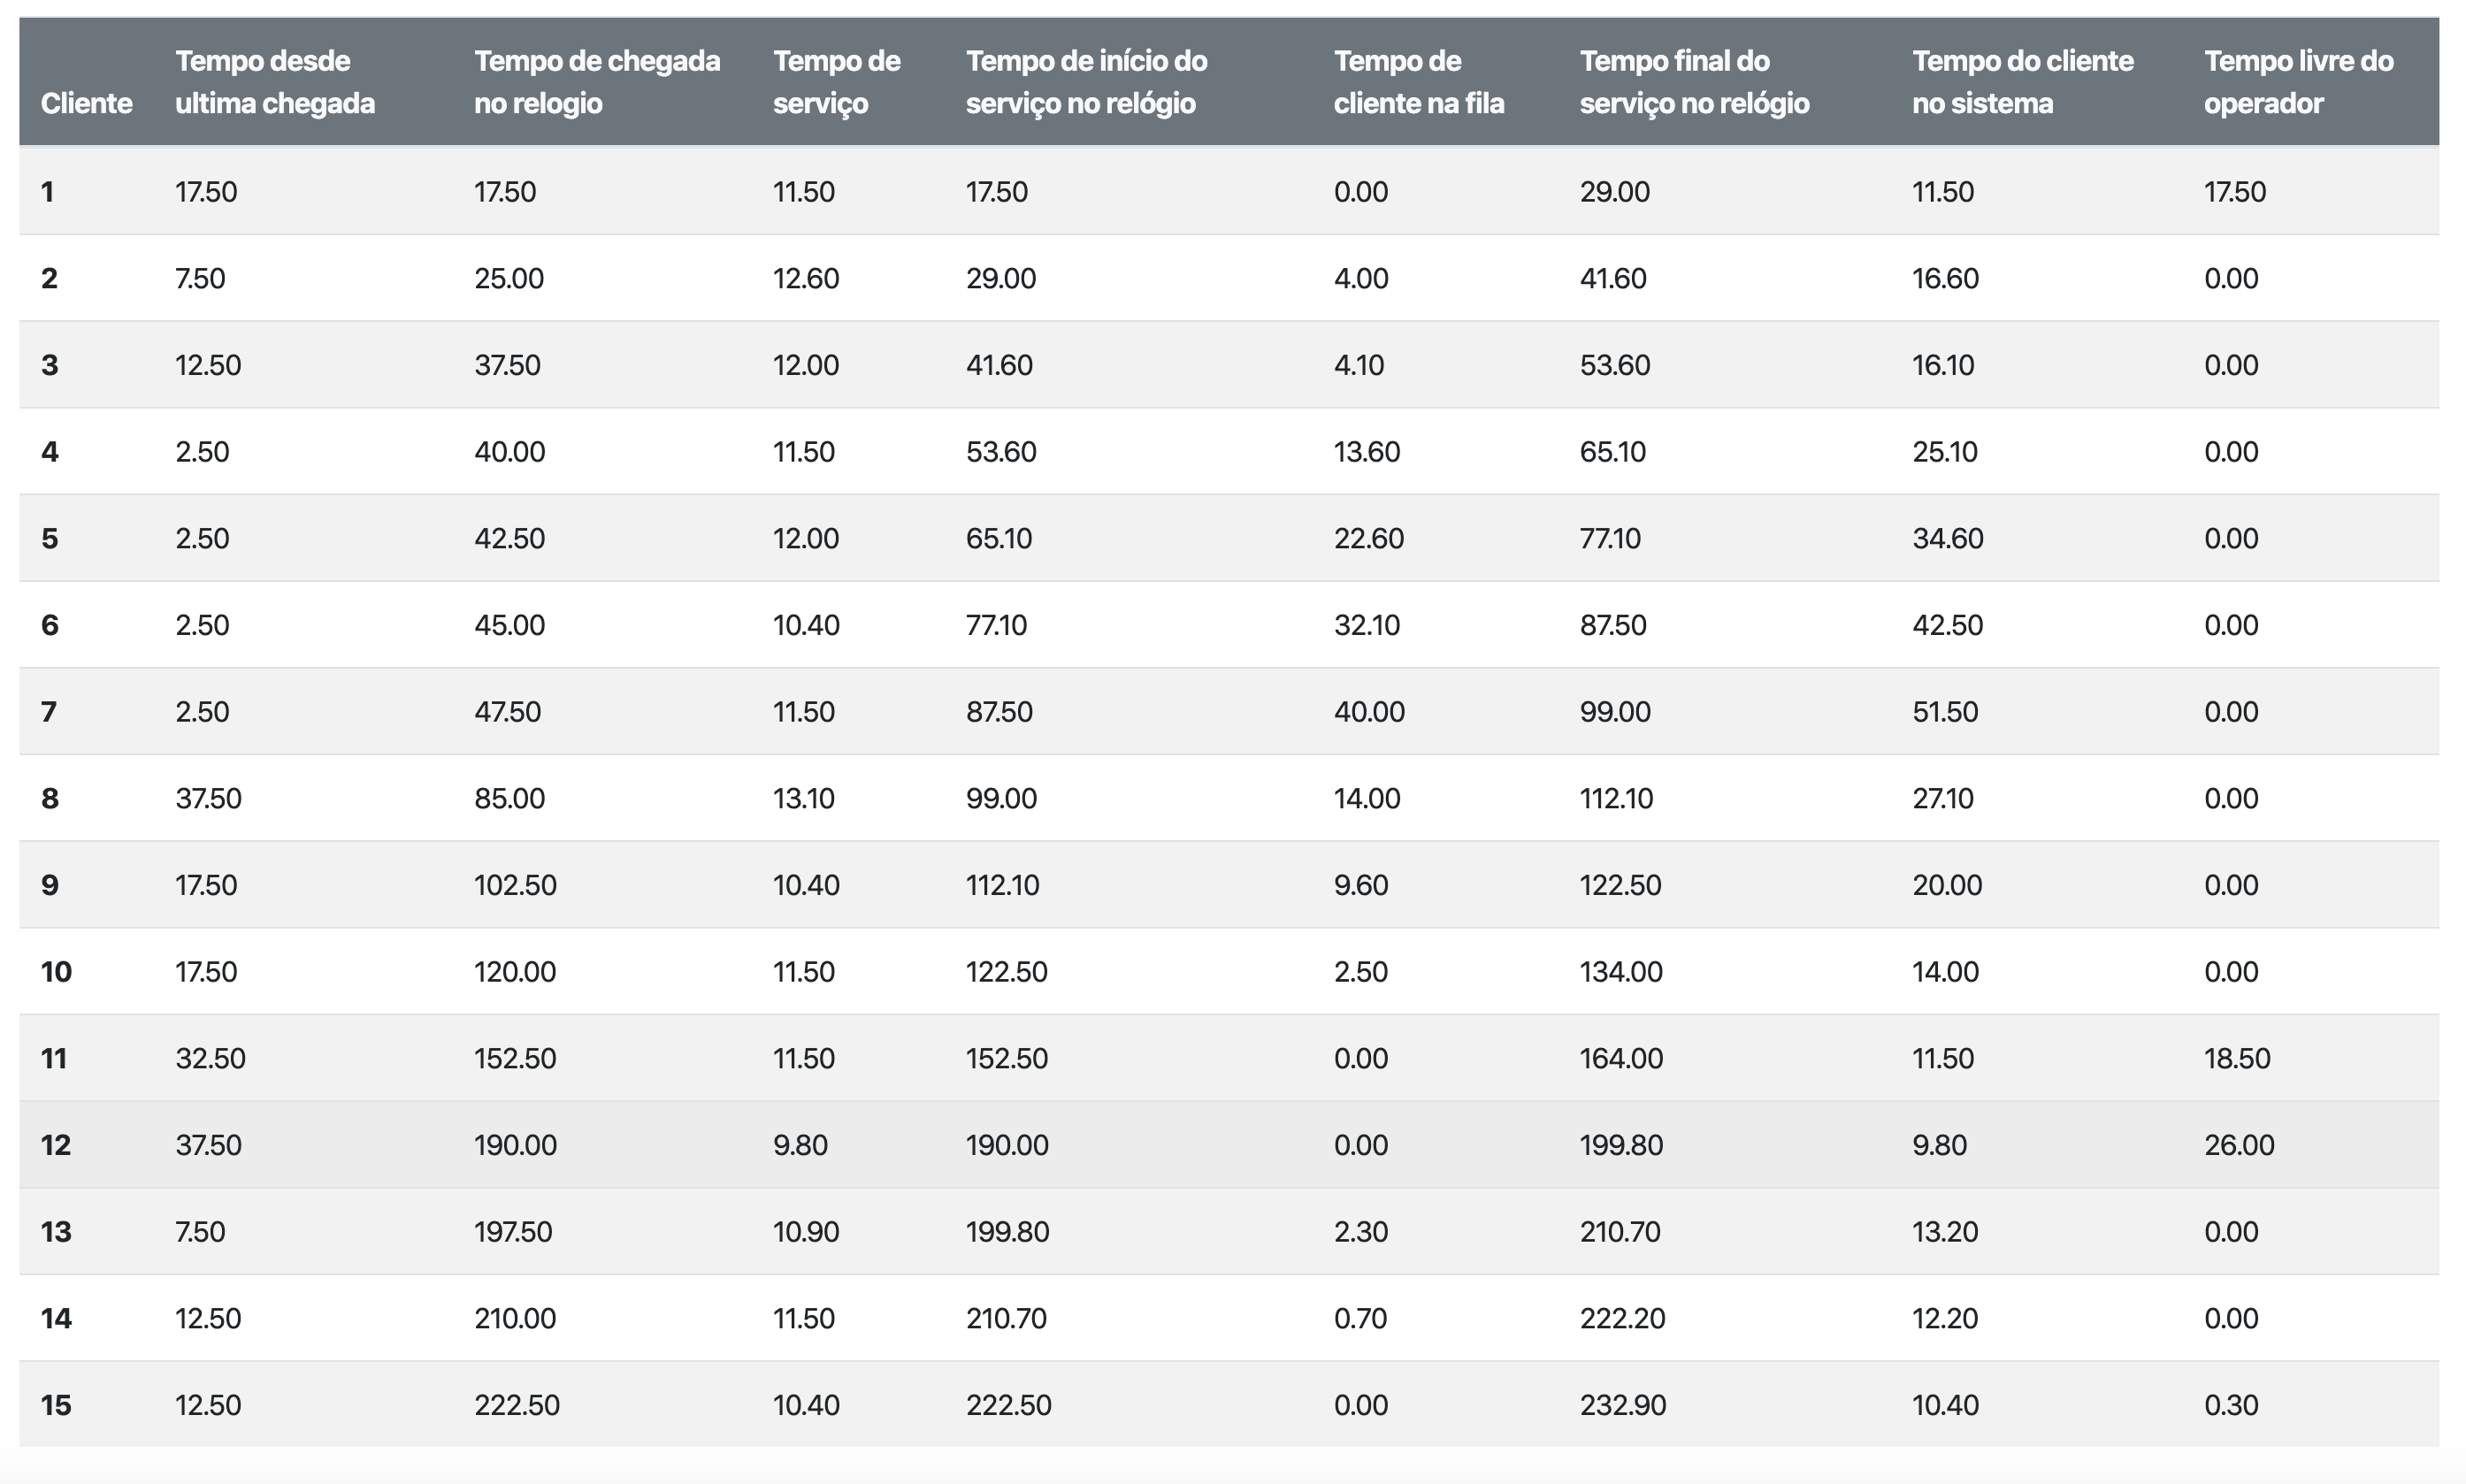 Cliente Tempo desde ultima chegada Tempo de chegada no relogio Tempo de serviço Tempo de início do serviço no relógio Tempo de cliente na fila Tempo final do serviço no relógio Tempo do cliente no sistema Tempo livre do operador
1 17.50 17.50 11.50 17.50 0.00 29.00 11.50 17.50
2 7.50 25.00 12.60 29.00 4.00 41.60 16.60 0.00
3 12.50 37.50 12.00 41.60 4.10 53.60 16.10 0.00
4 2.50 40.00 11.50 53.60 13.60 65.10 25.10 0.00
5 2.50 42.50 12.00 65.10 22.60 77.10 34.60 0.00
6 2.50 45.00 10.40 77.10 32.10 87.50 42.50 0.00
7 2.50 47.50 11.50 87.50 40.00 99.00 51.50 0.00
8 37.50 85.00 13.10 99.00 14.00 112.10 27.10 0.00
9 17.50 102.50 10.40 112.10 9.60 122.50 20.00 0.00
10 17.50 120.00 11.50 122.50 2.50 134.00 14.00 0.00
11 32.50 152.50 11.50 152.50 0.00 164.00 11.50 18.50
12 37.50 190.00 9.80 190.00 0.00 199.80 9.80 26.00
13 7.50 197.50 10.90 199.80 2.30 210.70 13.20 0.00
14 12.50 210.00 11.50 210.70 0.70 222.20 12.20 0.00
15 12.50 222.50 10.40 222.50 0.00 232.90 10.40 0.30